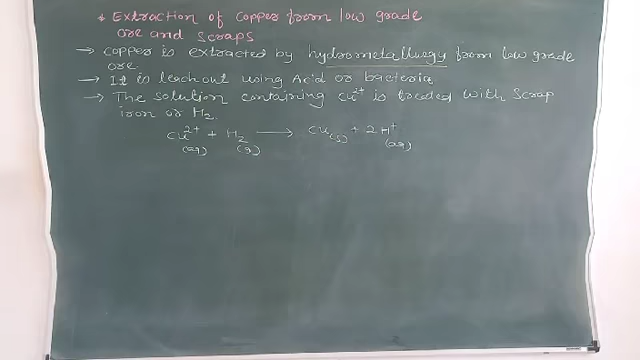 * Extraction of Copper from low grade
ore and Scraps
→ Copper is extracted by hydrometallurgy from low grade
ore.
→ It is leach out using Acid or bacteria
→ The solution containing Cu²⁺ is treated with Scrap
iron or H₂.
Cu²⁺(aq) + H₂(g) → Cu(s) + 2H⁺(aq)